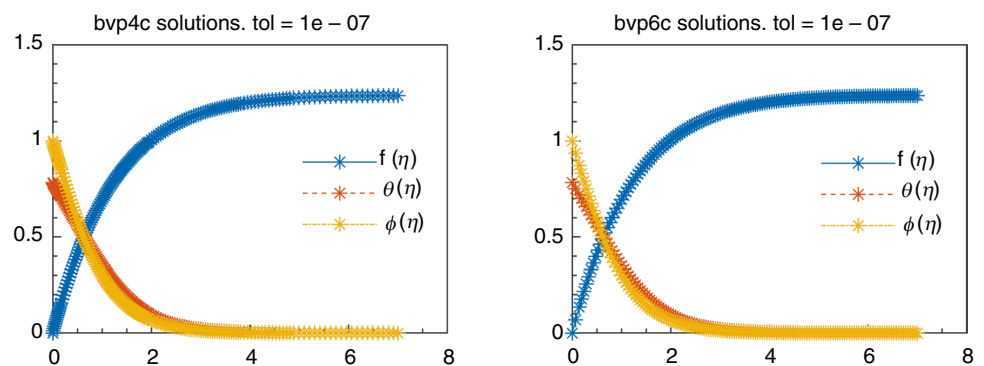 bvp4c solutions. tol = 1e – 07
1.5
1
0.5
0
0 2 4 6 8
f (η)
θ(η)
ϕ(η)
bvp6c solutions. tol = 1e – 07
1.5
1
0.5
0
0 2 4 6 8
f (η)
θ(η)
ϕ(η)